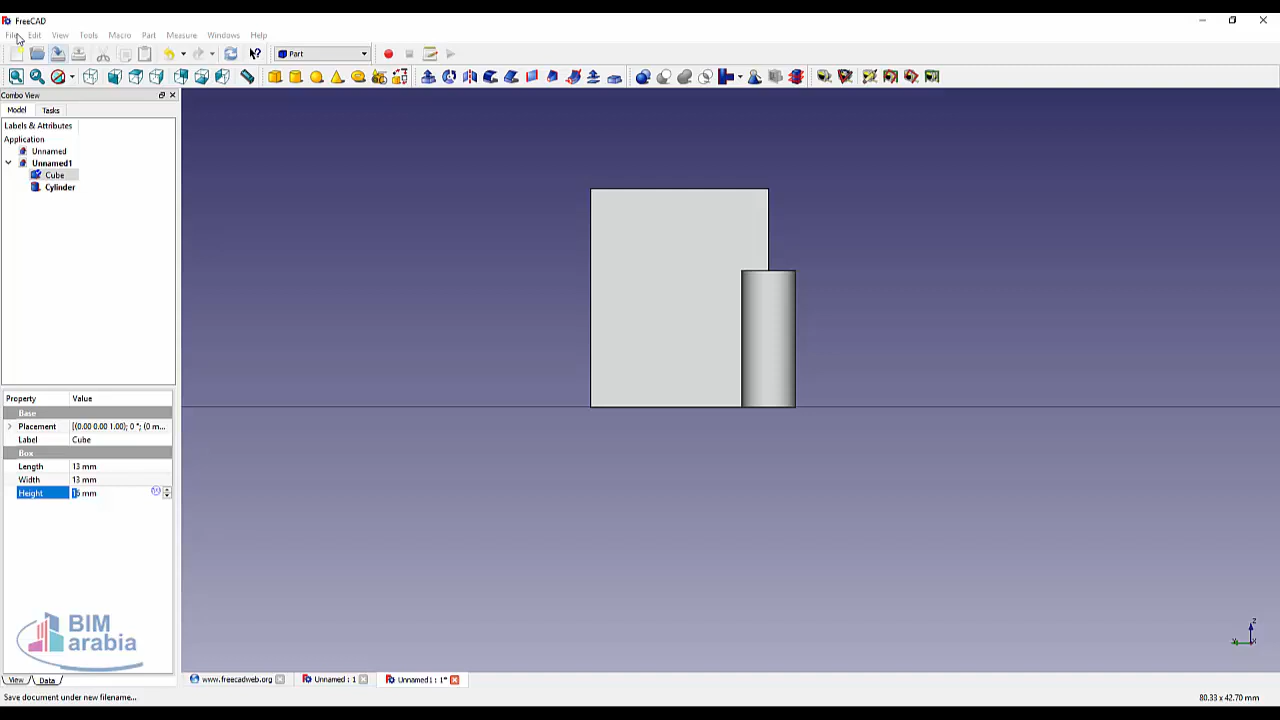 FreeCAD
File Edit View Tools Macro Part Measure Windows Help
Part
Combo View
Model Tasks
Labels & Attributes
Application
Unnamed
Unnamed1
Cube
Cylinder
Property Value
Base
Placement [(0.00 0.00 1.00); 0 °; (0 m...
Label Cube
Box
Length 13 mm
Width 13 mm
Height 16 mm
BIM
arabia
View Data
www.freecadweb.org Unnamed : 1 Unnamed1 : 1*
Save document under new filename...
80.33 x 42.70 mm
Z
Y
X